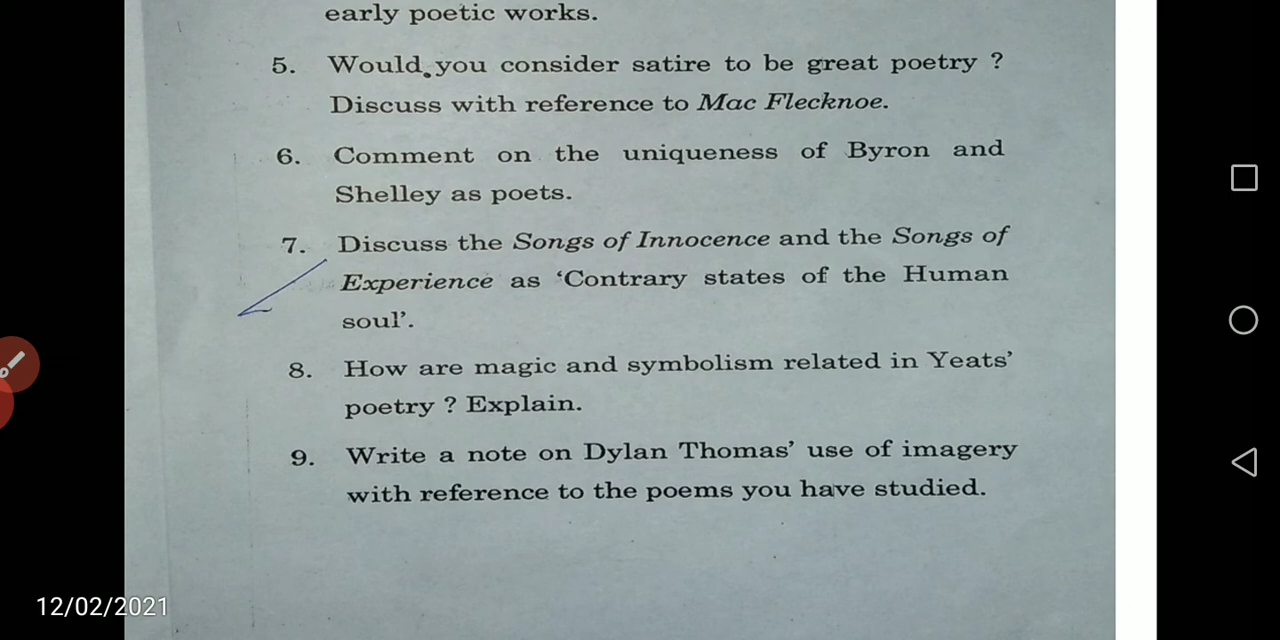 early poetic works.
5. Would you consider satire to be great poetry ?
Discuss with reference to Mac Flecknoe.
6. Comment on the uniqueness of Byron and
Shelley as poets.
7. Discuss the Songs of Innocence and the Songs of
Experience as ‘Contrary states of the Human
soul’.
8. How are magic and symbolism related in Yeats’
poetry ? Explain.
9. Write a note on Dylan Thomas’ use of imagery
with reference to the poems you have studied.
12/02/2021